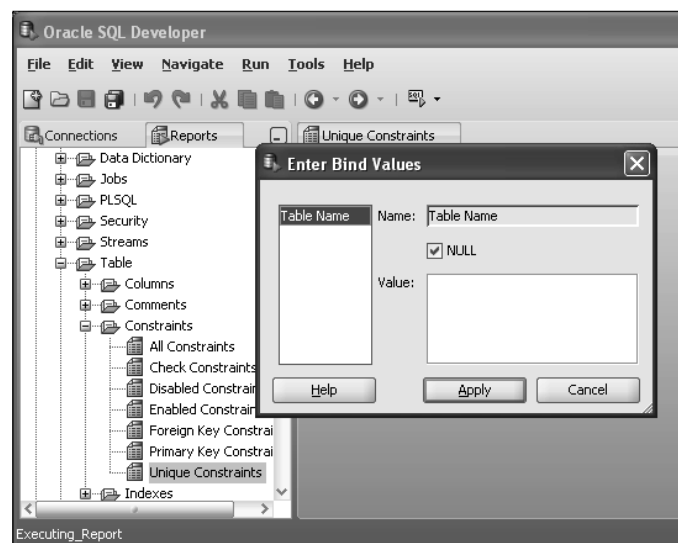 Oracle SQL Developer
File Edit View Navigate Run Tools Help
Connections Reports Unique Constraints
Data Dictionary
Jobs
PLSQL
Security
Streams
Table
Columns
Comments
Constraints
All Constraints
Check Constraints
Disabled Constrain
Enabled Constrain
Foreign Key Constrai
Primary Key Constrai
Unique Constraints
Indexes
Executing_Report
Enter Bind Values
Table Name Name: Table Name
NULL
Value:
Help Apply Cancel